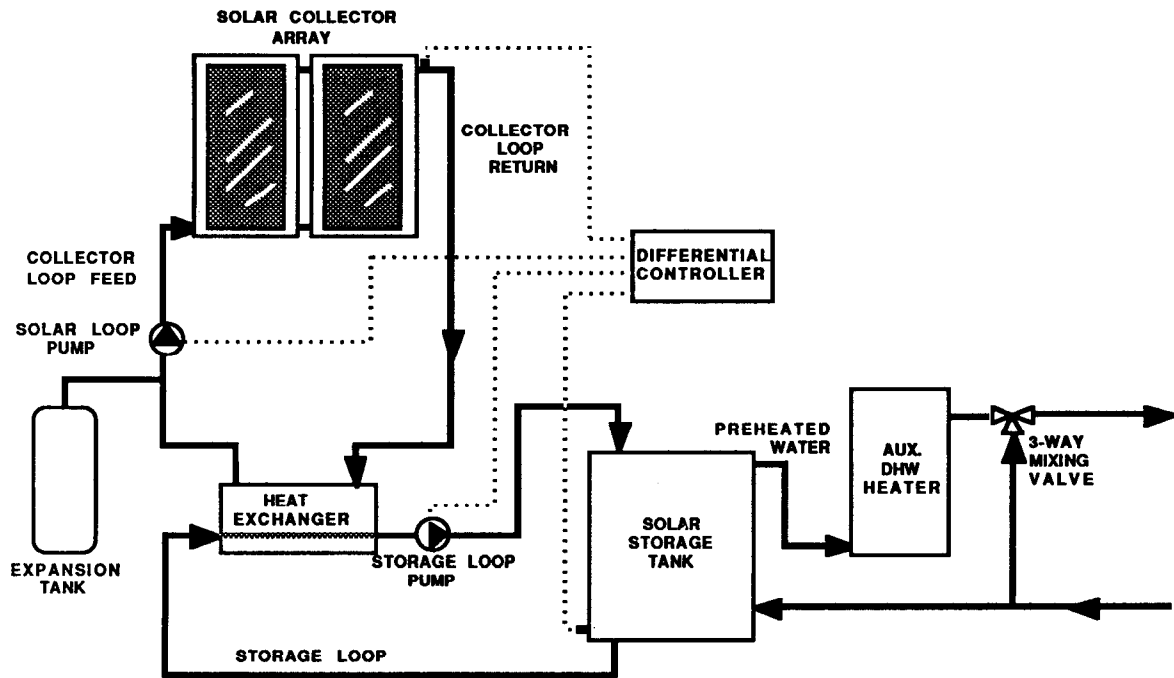 SOLAR COLLECTOR
ARRAY
COLLECTOR
LOOP
RETURN
COLLECTOR
LOOP FEED
DIFFERENTIAL
CONTROLLER
SOLAR LOOP
PUMP
PREHEATED
WATER
AUX.
DHW
HEATER
3-WAY
MIXING
VALVE
HEAT
EXCHANGER
SOLAR
STORAGE
TANK
STORAGE LOOP
PUMP
EXPANSION
TANK
STORAGE LOOP